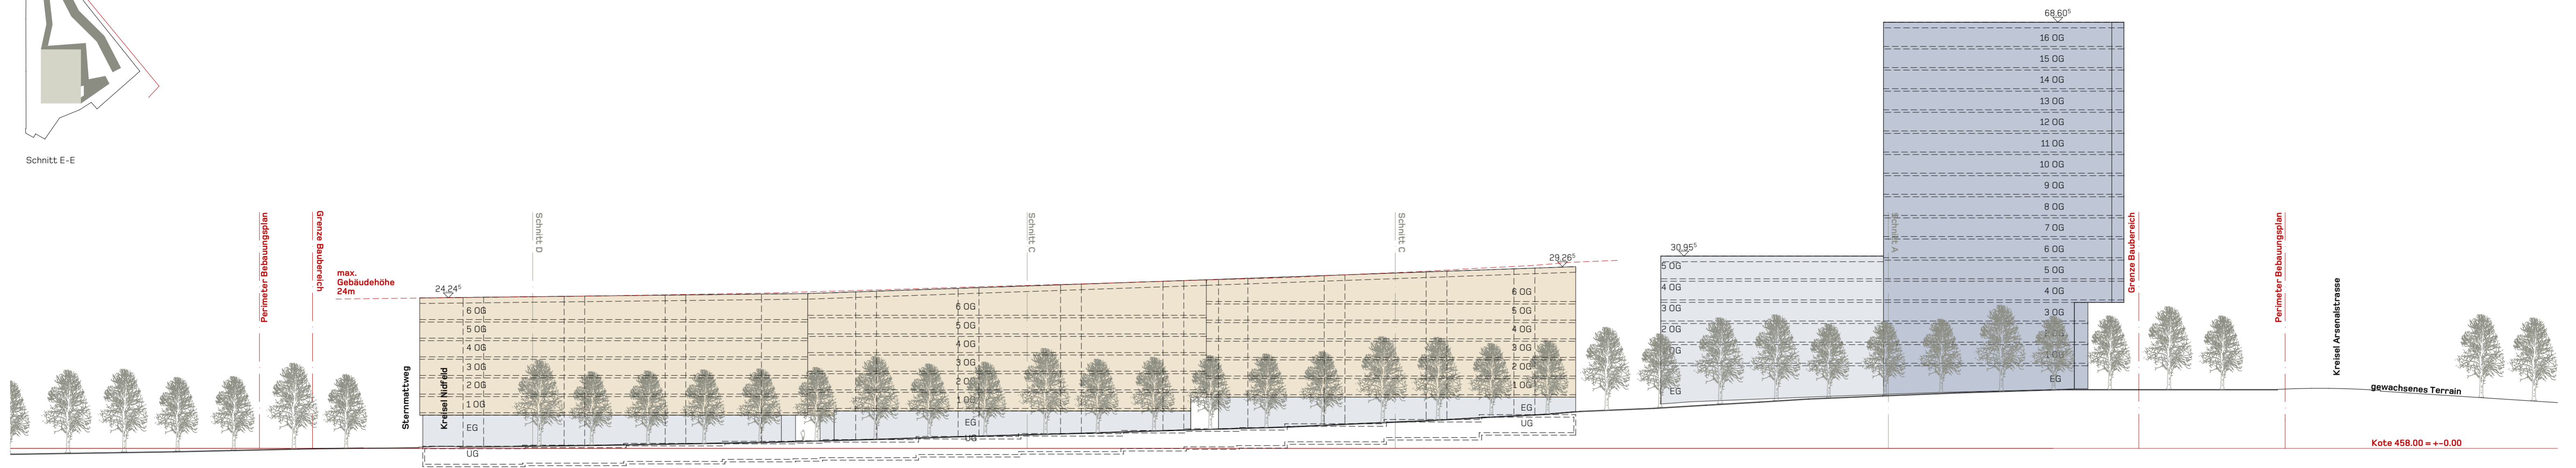 Schnitt E-E
Perimeter Bebauungsplan
Grenze Baubereich
max.
Gebäudehöhe
24m
Sternmattweg
Kreisel Nidfeld
24.24⁵
6 OG
5 OG
4 OG
3 OG
2 OG
1 OG
EG
UG
Schnitt D
6 OG
5 OG
4 OG
3 OG
2 OG
1 OG
EG
UG
Schnitt C
Schnitt C
29.26⁵
6 OG
5 OG
4 OG
3 OG
2 OG
1 OG
EG
UG
30.95⁵
5 OG
4 OG
3 OG
2 OG
OG
EG
Schnitt A
68.60⁵
16 OG
15 OG
14 OG
13 OG
12 OG
11 OG
10 OG
9 OG
8 OG
7 OG
6 OG
5 OG
4 OG
3 OG
1 OG
EG
Grenze Baubereich
Perimeter Bebauungsplan
Kreisel Arsenalstrasse
gewachsenes Terrain
Kote 458.00 = +-0.00